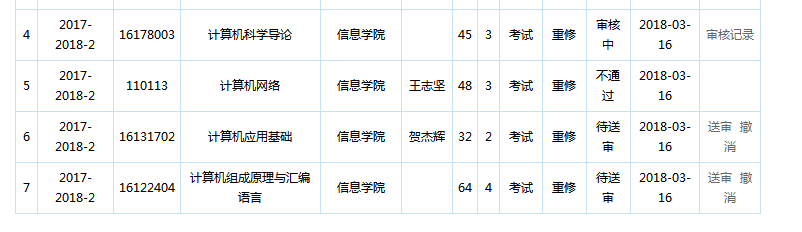 4 2017-2018-2 16178003 计算机科学导论 信息学院 45 3 考试 重修 审核中 2018-03-16 审核记录
5 2017-2018-2 110113 计算机网络 信息学院 王志坚 48 3 考试 重修 不通过 2018-03-16
6 2017-2018-2 16131702 计算机应用基础 信息学院 贺杰辉 32 2 考试 重修 待送审 2018-03-16 送审 撤消
7 2017-2018-2 16122404 计算机组成原理与汇编语言 信息学院 64 4 考试 重修 待送审 2018-03-16 送审 撤消